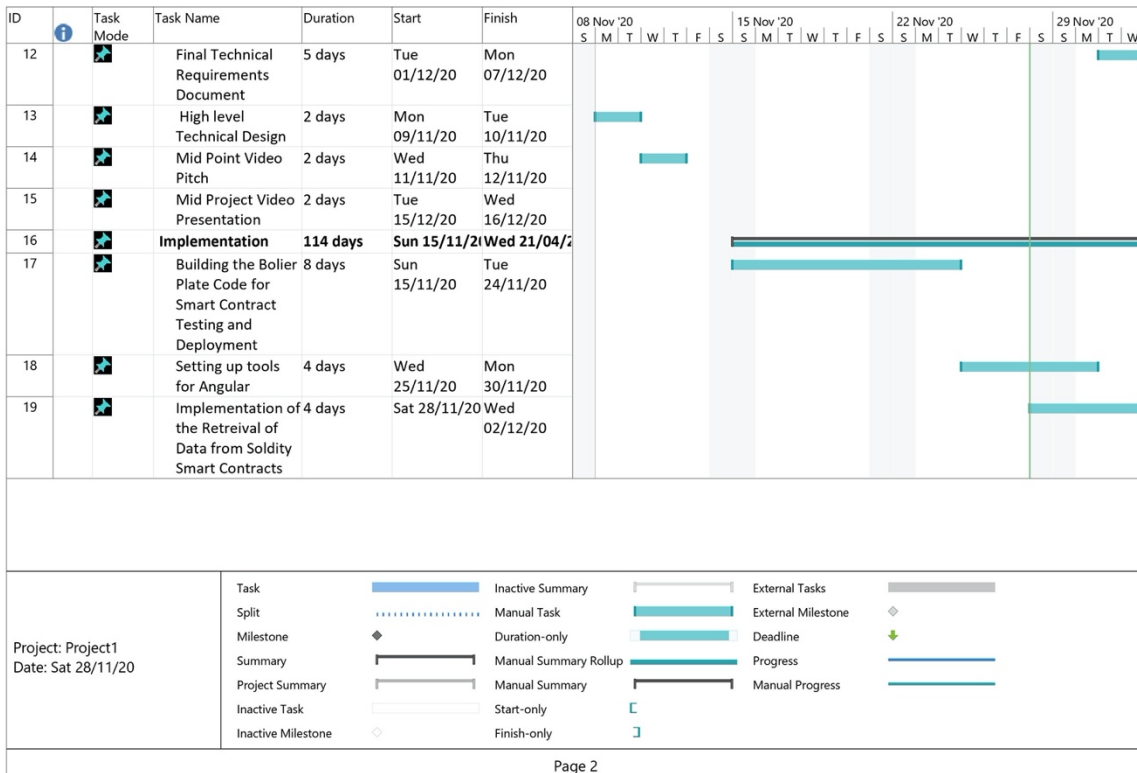 ID Task Mode Task Name Duration Start Finish 08 Nov '20 15 Nov '20 22 Nov '20 29 Nov '20
S M T W T F S S M T W T F S S M T W T F S S M T W
12 Final Technical Requirements Document 5 days Tue 01/12/20 Mon 07/12/20
13 High level Technical Design 2 days Mon 09/11/20 Tue 10/11/20
14 Mid Point Video Pitch 2 days Wed 11/11/20 Thu 12/11/20
15 Mid Project Video Presentation 2 days Tue 15/12/20 Wed 16/12/20
16 Implementation 114 days Sun 15/11/20 Wed 21/04/2
17 Building the Bolier Plate Code for Smart Contract Testing and Deployment 8 days Sun 15/11/20 Tue 24/11/20
18 Setting up tools for Angular 4 days Wed 25/11/20 Mon 30/11/20
19 Implementation of the Retreival of Data from Soldity Smart Contracts 4 days Sat 28/11/20 Wed 02/12/20
Project: Project1
Date: Sat 28/11/20
Task
Split
Milestone
Summary
Project Summary
Inactive Task
Inactive Milestone
Inactive Summary
Manual Task
Duration-only
Manual Summary Rollup
Manual Summary
Start-only
Finish-only
External Tasks
External Milestone
Deadline
Progress
Manual Progress
Page 2